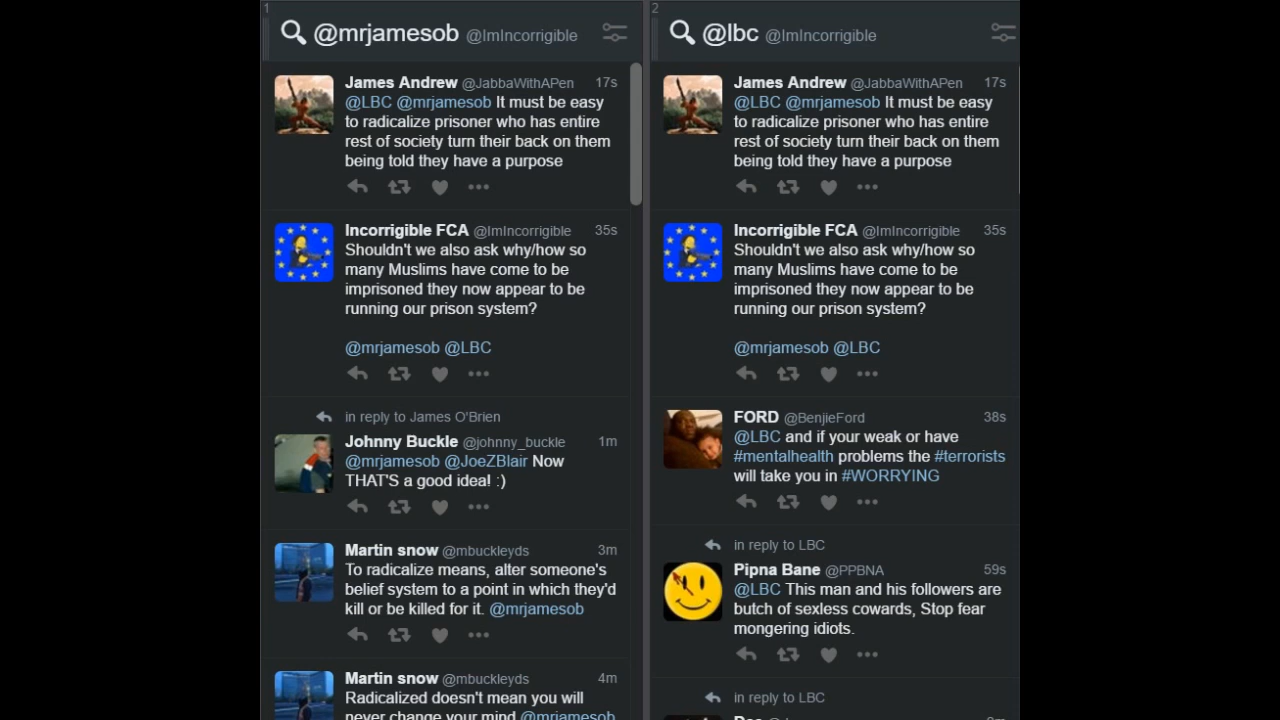 1
@mrjamesob @ImIncorrigible
James Andrew @JabbaWithAPen 17s
@LBC @mrjamesob It must be easy
to radicalize prisoner who has entire
rest of society turn their back on them
being told they have a purpose
Incorrigible FCA @ImIncorrigible 35s
Shouldn't we also ask why/how so
many Muslims have come to be
imprisoned they now appear to be
running our prison system?
@mrjamesob @LBC
in reply to James O'Brien
Johnny Buckle @johnny_buckle 1m
@mrjamesob @JoeZBlair Now
THAT'S a good idea! :)
Martin snow @mbuckleyds 3m
To radicalize means, alter someone's
belief system to a point in which they'd
kill or be killed for it. @mrjamesob
Martin snow @mbuckleyds 4m
Radicalized doesn't mean you will
never change your mind @mrjamesob
2
@lbc @ImIncorrigible
James Andrew @JabbaWithAPen 17s
@LBC @mrjamesob It must be easy
to radicalize prisoner who has entire
rest of society turn their back on them
being told they have a purpose
Incorrigible FCA @ImIncorrigible 35s
Shouldn't we also ask why/how so
many Muslims have come to be
imprisoned they now appear to be
running our prison system?
@mrjamesob @LBC
FORD @BenjieFord 38s
@LBC and if your weak or have
#mentalhealth problems the #terrorists
will take you in #WORRYING
in reply to LBC
Pipna Bane @PPBNA 59s
@LBC This man and his followers are
butch of sexless cowards, Stop fear
mongering idiots.
in reply to LBC